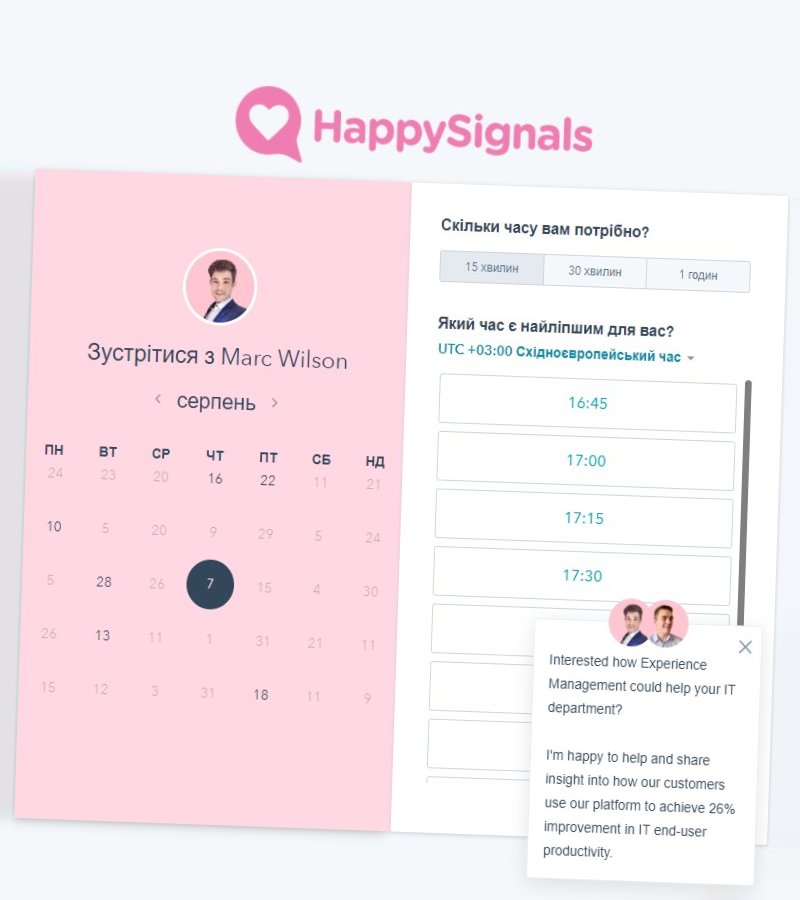 HappySignals
Зустрітися з Marc Wilson
серпень
ПН ВТ СР ЧТ ПТ СБ НД
24 23 20 16 22 11 21
10 5 20 9 29 5 24
5 28 26 7 15 4 30
26 13 11 1 31 21 11
15 12 3 31 18 11 9
Скільки часу вам потрібно?
15 хвилин 30 хвилин 1 годин
Який час є найліпшим для вас?
UTC +03:00 Східноєвропейський час
16:45
17:00
17:15
17:30
Interested how Experience
Management could help your IT
department?
I'm happy to help and share
insight into how our customers
use our platform to achieve 26%
improvement in IT end-user
productivity.